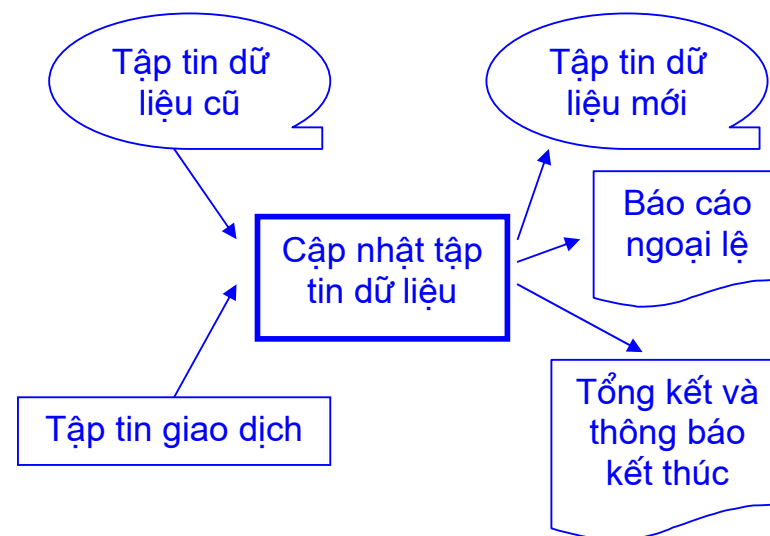 Tập tin dữ
liệu cũ
Tập tin dữ
liệu mới
Báo cáo
ngoại lệ
Cập nhật tập
tin dữ liệu
Tập tin giao dịch
Tổng kết và
thông báo
kết thúc